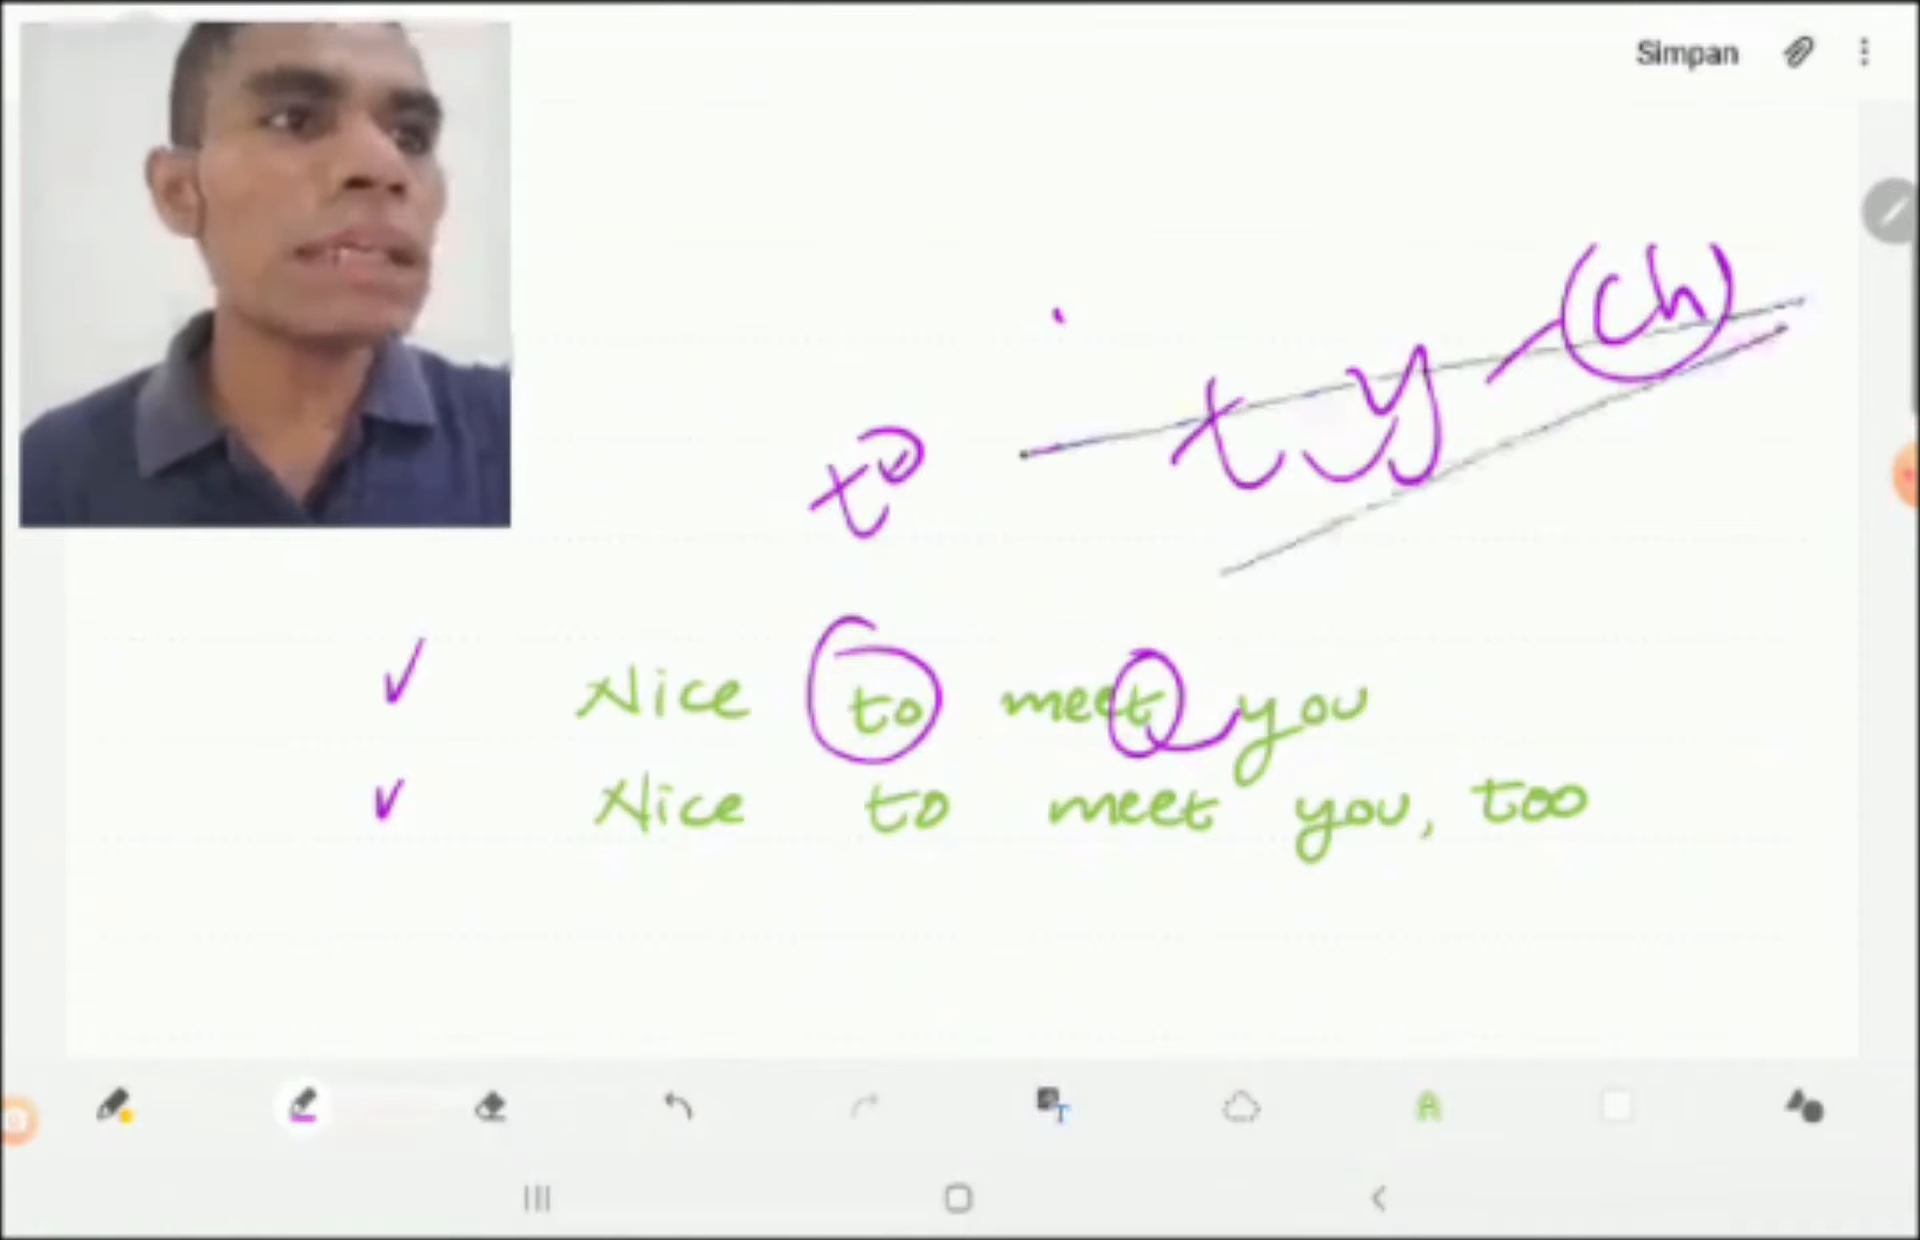 Simpan
(ch)
t y
to
Nice to meet you
Nice to meet you, too